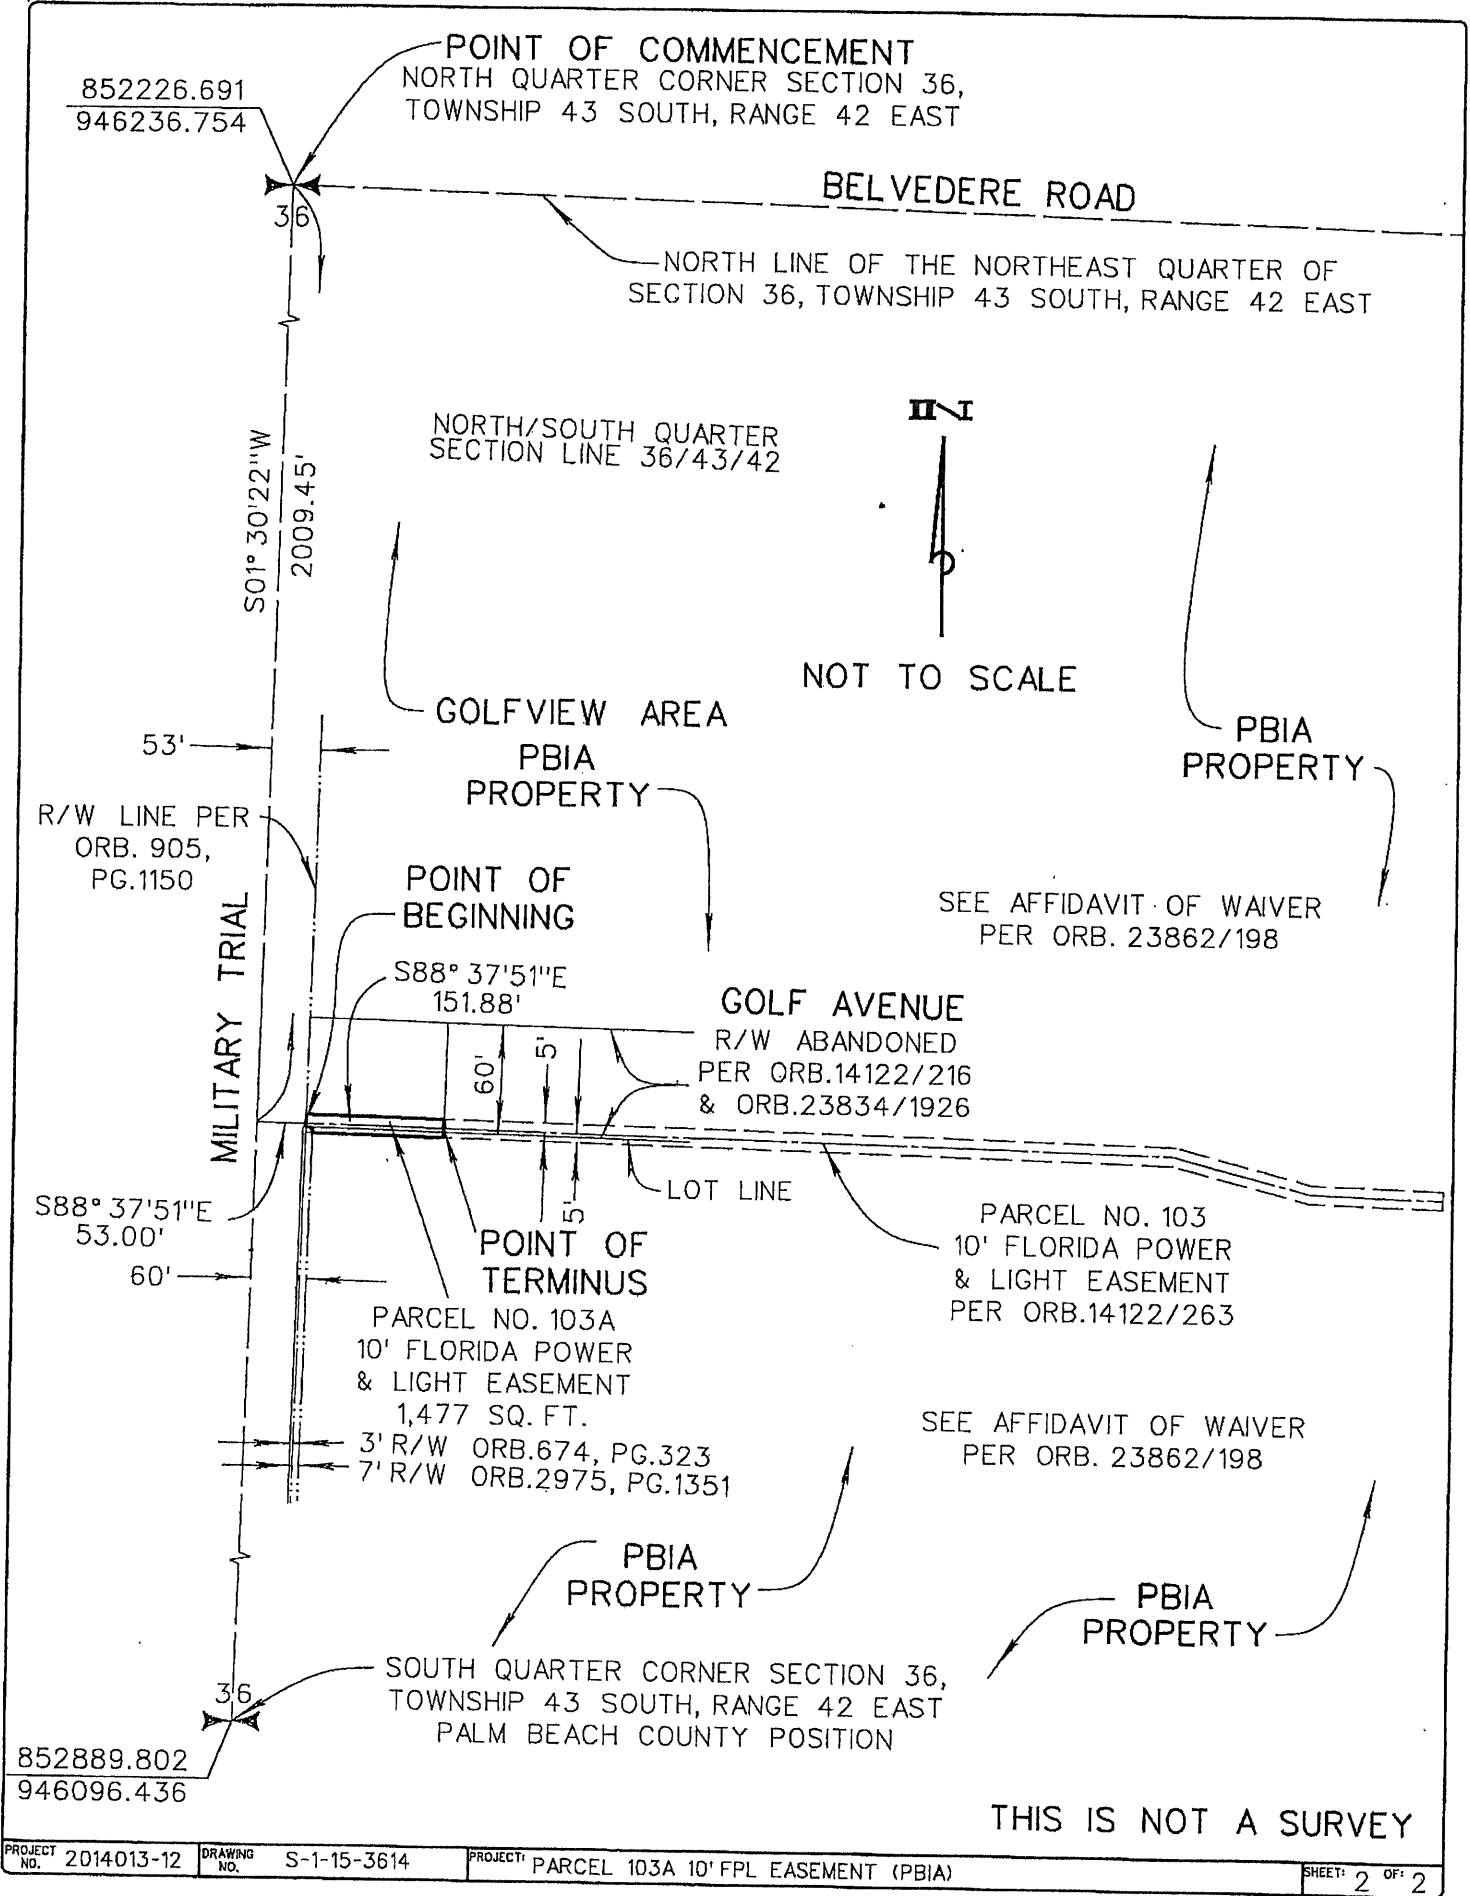 POINT OF COMMENCEMENT
NORTH QUARTER CORNER SECTION 36,
TOWNSHIP 43 SOUTH, RANGE 42 EAST
852226.691
946236.754
36
BELVEDERE ROAD
NORTH LINE OF THE NORTHEAST QUARTER OF
SECTION 36, TOWNSHIP 43 SOUTH, RANGE 42 EAST
NORTH/SOUTH QUARTER
SECTION LINE 36/43/42
S01°30'22"W
2009.45'
N
NOT TO SCALE
GOLFVIEW AREA
PBIA
PROPERTY
PBIA
PROPERTY
53'
R/W LINE PER
ORB. 905,
PG.1150
POINT OF
BEGINNING
SEE AFFIDAVIT OF WAIVER
PER ORB. 23862/198
MILITARY TRIAL
S88°37'51"E
151.88'
GOLF AVENUE
R/W ABANDONED
PER ORB.14122/216
& ORB.23834/1926
60'
5'
5'
LOT LINE
S88°37'51"E
53.00'
60'
POINT OF
TERMINUS
PARCEL NO. 103A
10' FLORIDA POWER
& LIGHT EASEMENT
1,477 SQ. FT.
3' R/W ORB.674, PG.323
7' R/W ORB.2975, PG.1351
PARCEL NO. 103
10' FLORIDA POWER
& LIGHT EASEMENT
PER ORB.14122/263
SEE AFFIDAVIT OF WAIVER
PER ORB. 23862/198
PBIA
PROPERTY
PBIA
PROPERTY
36
SOUTH QUARTER CORNER SECTION 36,
TOWNSHIP 43 SOUTH, RANGE 42 EAST
PALM BEACH COUNTY POSITION
852889.802
946096.436
THIS IS NOT A SURVEY
PROJECT NO. 2014013-12 DRAWING NO. S-1-15-3614 PROJECT: PARCEL 103A 10' FPL EASEMENT (PBIA) SHEET: 2 OF: 2